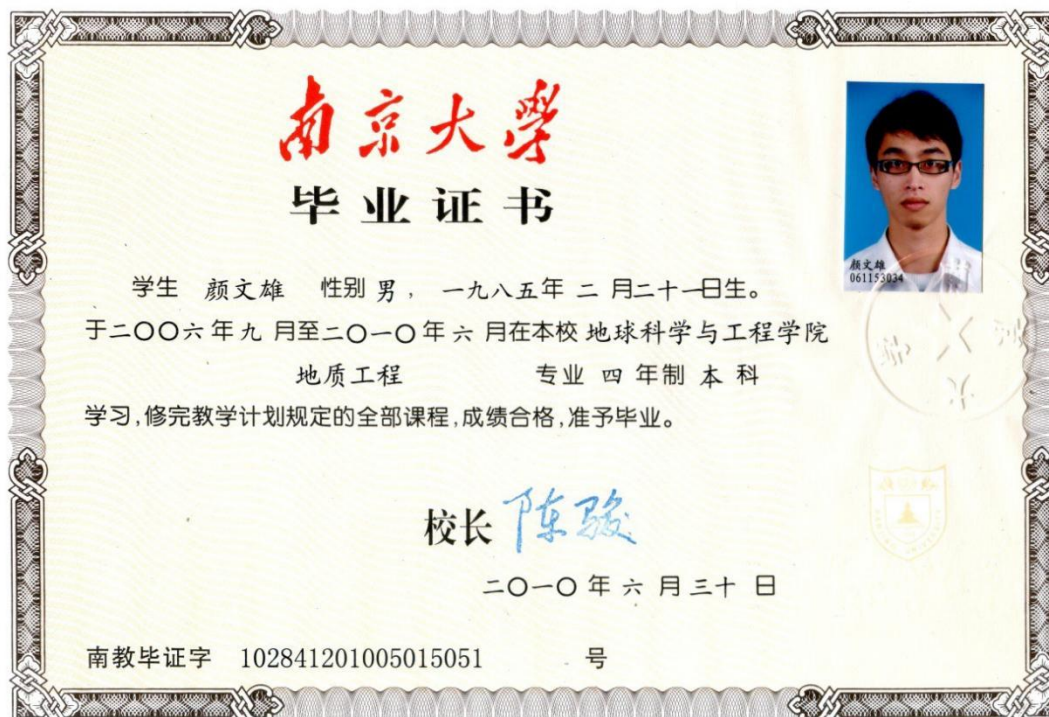 南京大學
毕业证书
颜文雄
061153034
学生 颜文雄 性别 男， 一九八五年 二 月二十一日生。
于二〇〇六年九 月至二〇一〇年 六 月在本校 地球科学与工程学院
地质工程 专业 四 年制 本 科
学习，修完教学计划规定的全部课程，成绩合格，准予毕业。
校长 陈骏
二〇一〇 年 六 月 三十 日
南教毕证字 102841201005015051 号